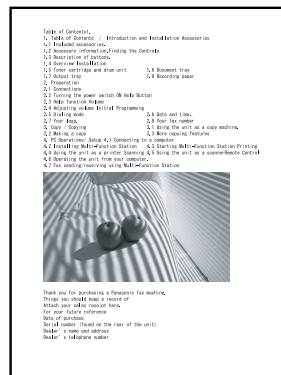 Table of Contents1.
1. Table of Contents / Introduction and Installation Accessories
1.1 Included accessories.
1.2 Accessory information,Finding the Controls
1.3 Description of buttons.
1.4 Overview Installation
1.5 Toner cartridge and drum unit 1.6 Document tray
1.7 Output tray 1.8 Recording paper
2. Preparation
2.1 Connections
2.2 Turning the power switch ON Help Button
2.3 Help function Volume
2.4 Adjusting volume Initial Programming
2.5 Dialing mode 2.6 Date and time.
2.7 Your logo. 2.8 Your fax number
3. Copy / Copying 3.1 Using the unit as a copy machine.
3.2 Making a copy 3.3 More copying features
4. PC Operations/ Setup 4.1 Connecting to a computer
4.2 Installing Multi-Function Station 4.3 Starting Multi-Function Station Printing
4.4 Using the unit as a printer Scanning 4.5 Using the unit as a scannerRemote Control
4.6 Operating the unit from your computer.
4.7 Fax sending/receiving using Multi-Function Station
Thank you for purchasing a Panasonic fax machine.
Things you should keep a record of
Attach your sales receipt here.
For your future reference
Date of purchase
Serial number (found on the rear of the unit)
Dealer's name and address
Dealer's telephone number